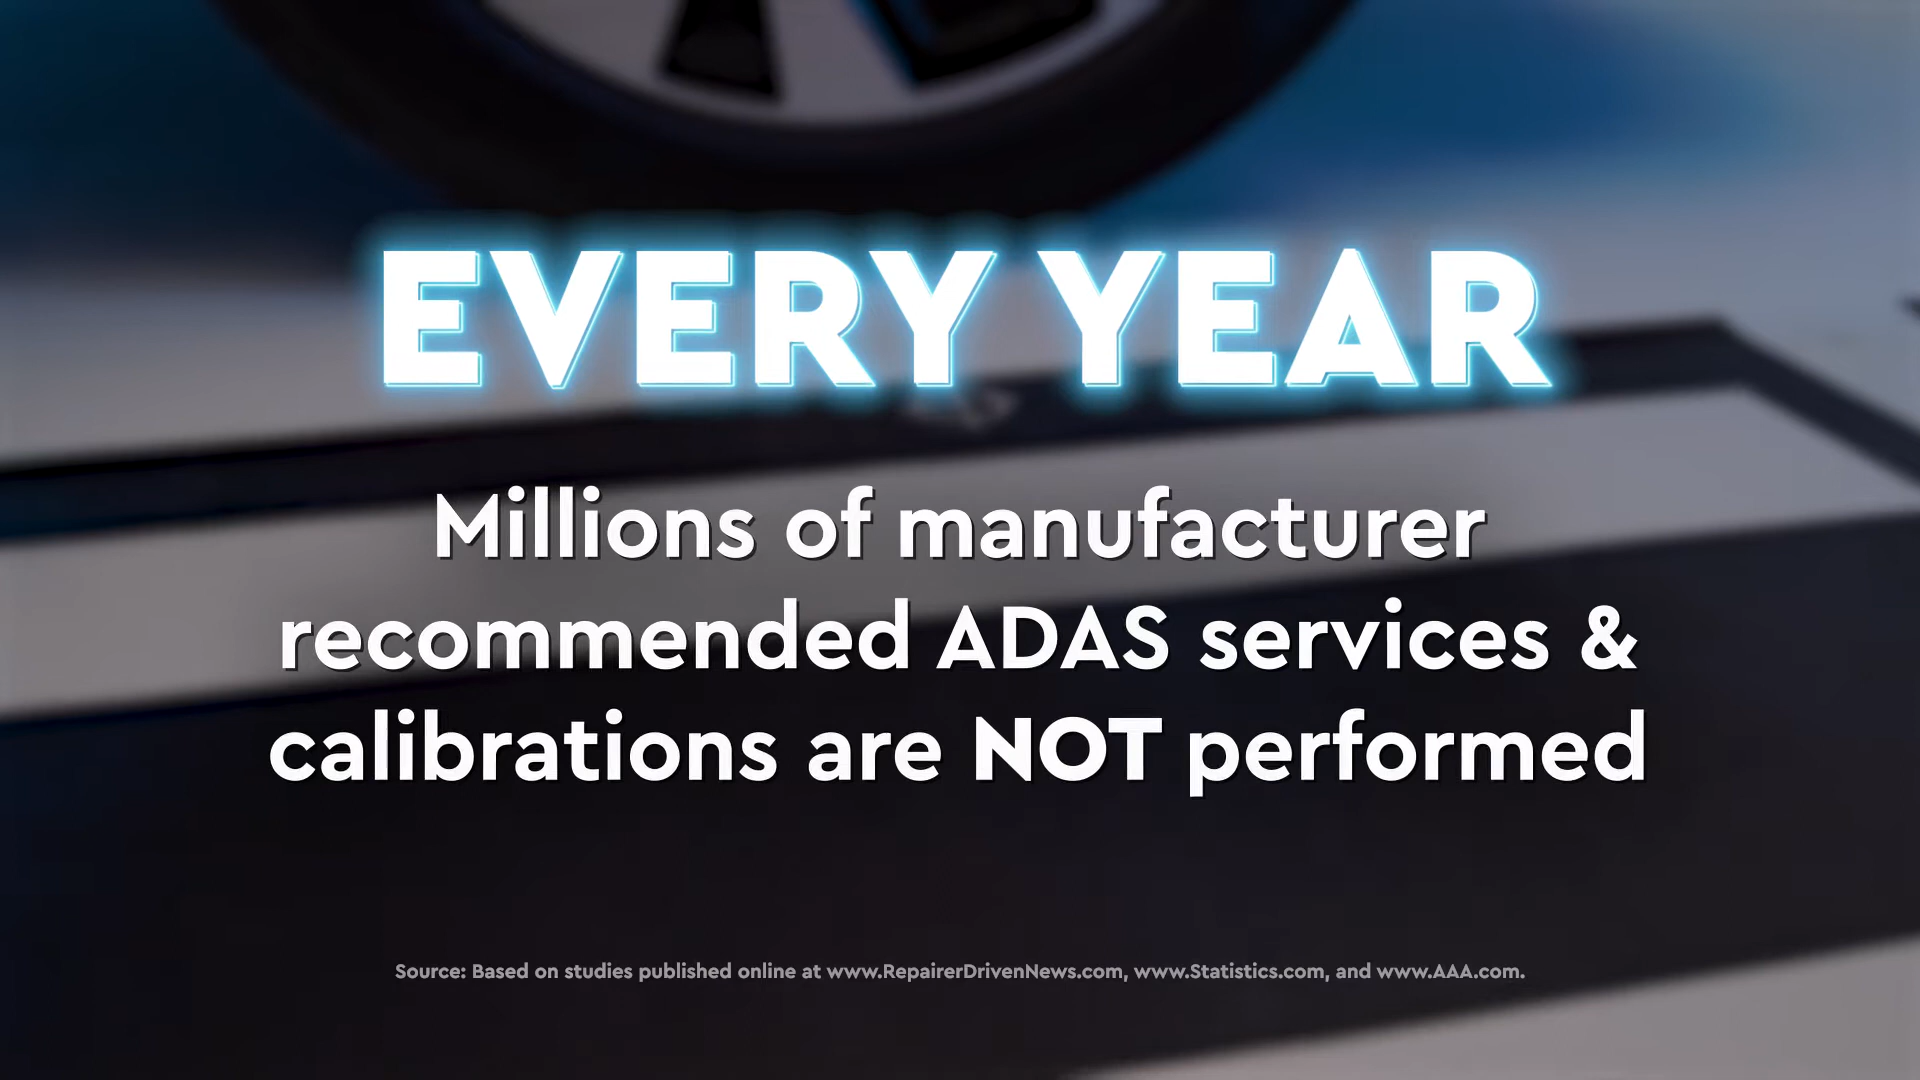 EVERY YEAR
Millions of manufacturer
recommended ADAS services &
calibrations are NOT performed
Source: Based on studies published online at www.RepairerDrivenNews.com, www.Statistics.com, and www.AAA.com.